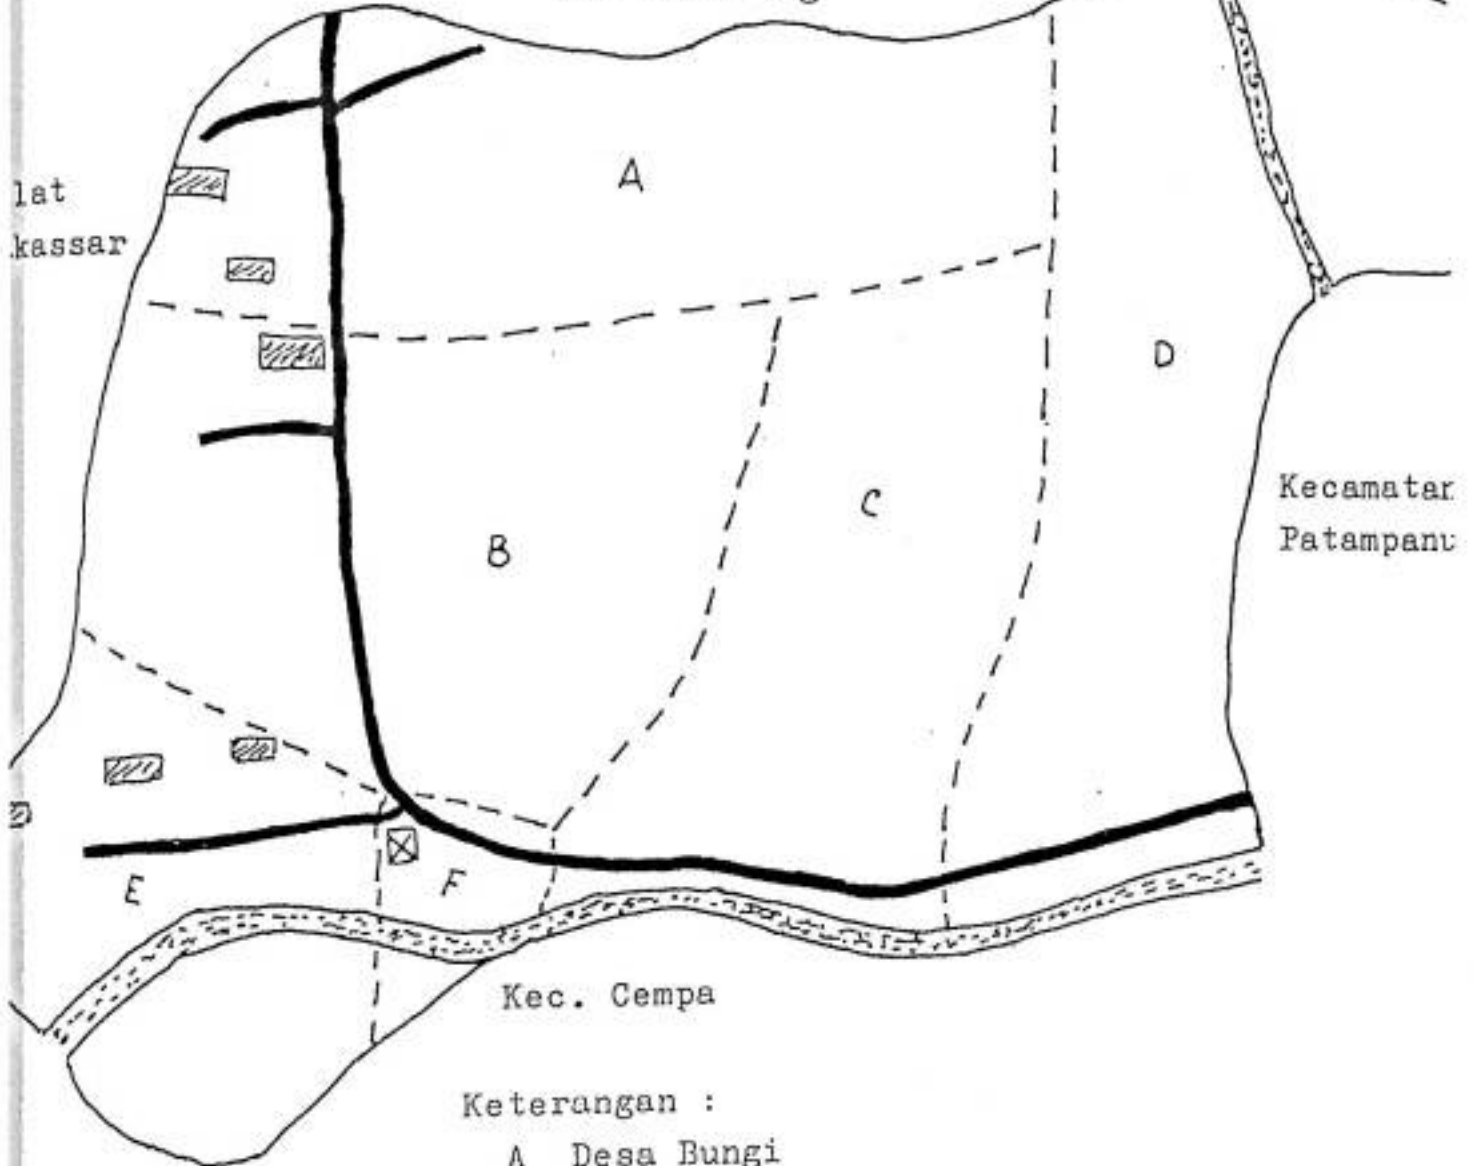 A
lat
kassar
D
Kecamatan
C
Patampanu
B
E
F
Kec. Cempa
Keterangan :
A Desa Bungi